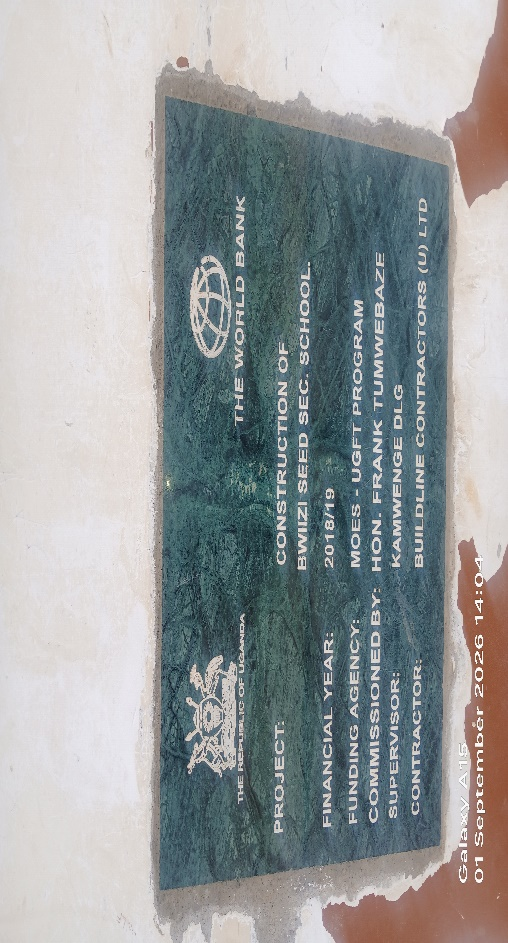 THE REPUBLIC OF UGANDA
THE WORLD BANK
PROJECT: CONSTRUCTION OF
BWIIZI SEED SEC. SCHOOL.
FINANCIAL YEAR: 2018/19
FUNDING AGENCY: MOES - UGFT PROGRAM
COMMISSIONED BY: HON. FRANK TUMWEBAZE
SUPERVISOR: KAMWENGE DLG
CONTRACTOR: BUILDLINE CONTRACTORS (U) LTD
Galaxy A15
01 September 2026 14:04